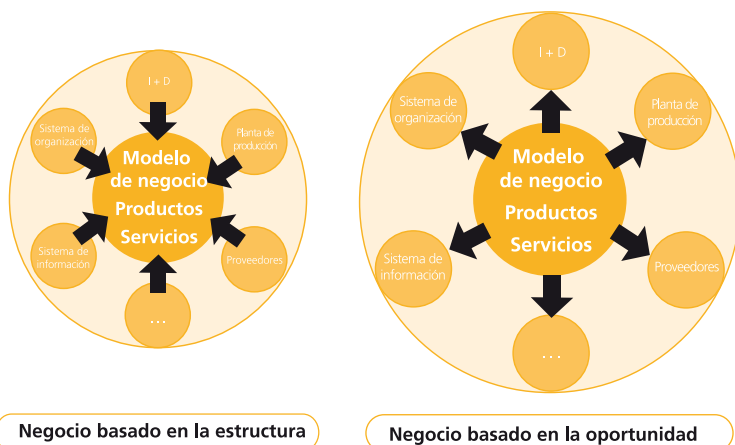 I + D
Sistema de
organización
Planta de
producción
Modelo
de negocio
Productos
Servicios
Sistema de
información
Proveedores
...
Negocio basado en la estructura
I + D
Sistema de
organización
Planta de
producción
Modelo
de negocio
Productos
Servicios
Sistema de
información
Proveedores
...
Negocio basado en la oportunidad